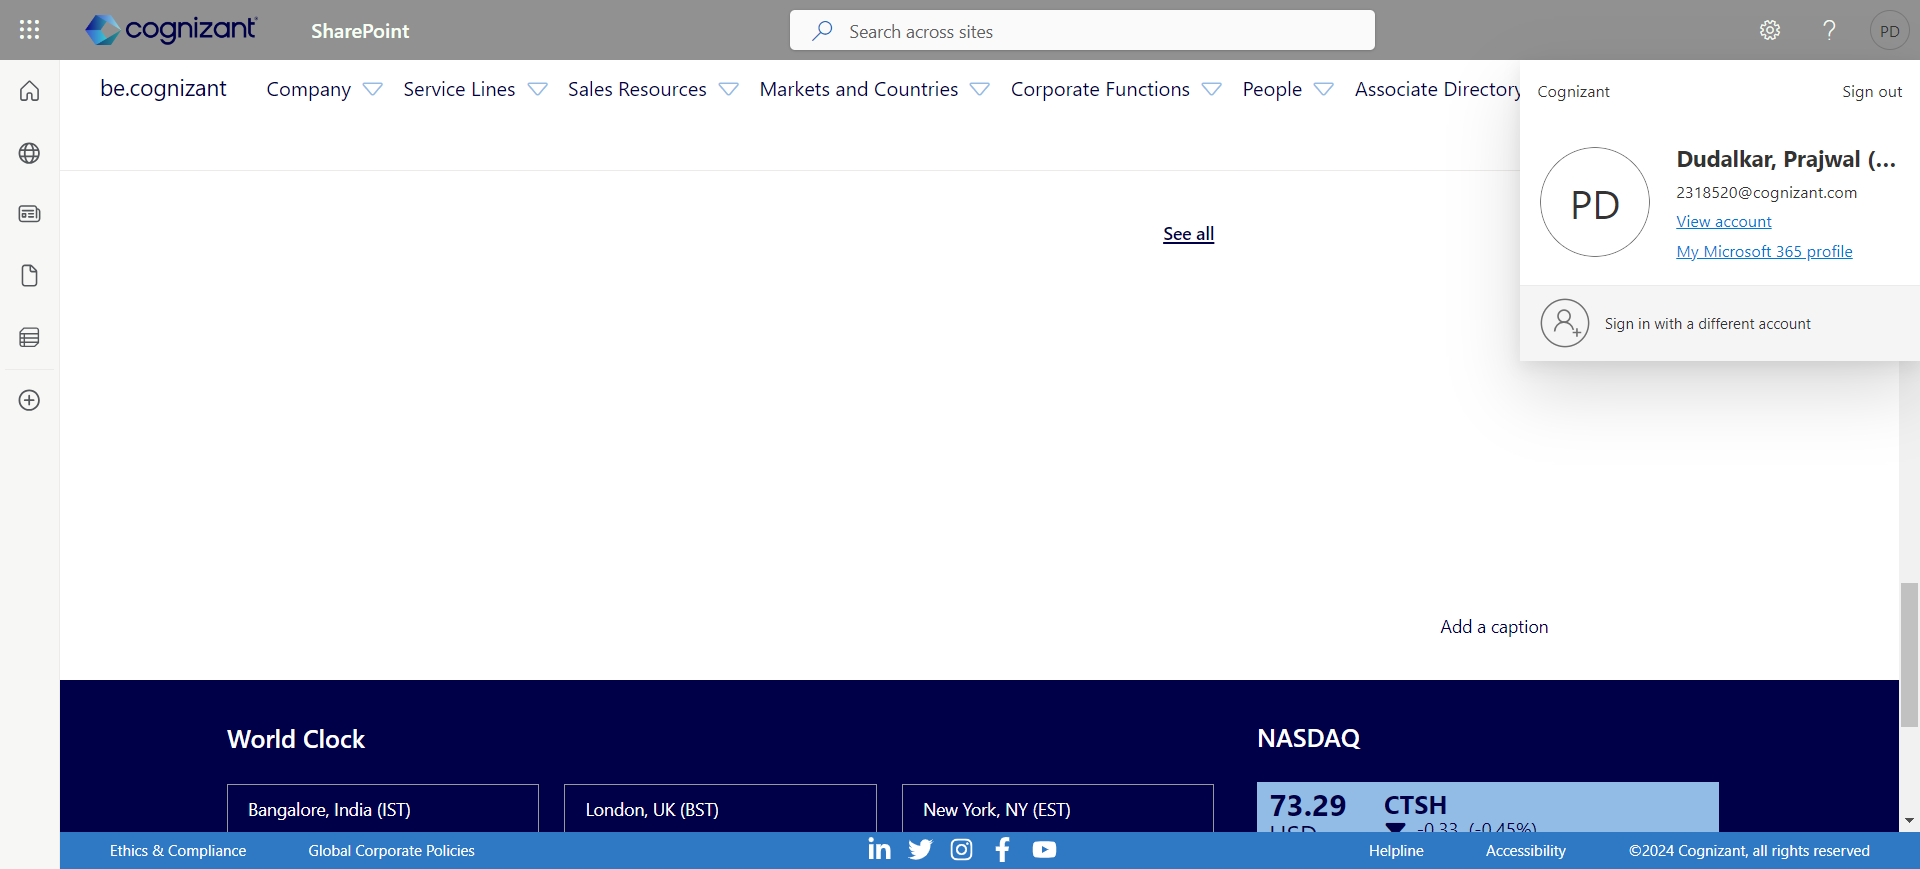 cognizant
SharePoint
Search across sites
PD
be.cognizant
Company
Service Lines
Sales Resources
Markets and Countries
Corporate Functions
People
Associate Directory
Cognizant
Sign out
PD
Dudalkar, Prajwal (...
2318520@cognizant.com
View account
My Microsoft 365 profile
Sign in with a different account
See all
Add a caption
World Clock
NASDAQ
Bangalore, India (IST)
London, UK (BST)
New York, NY (EST)
73.29
CTSH
USD
-0.33 (-0.45%)
Ethics & Compliance
Global Corporate Policies
Helpline
Accessibility
©2024 Cognizant, all rights reserved